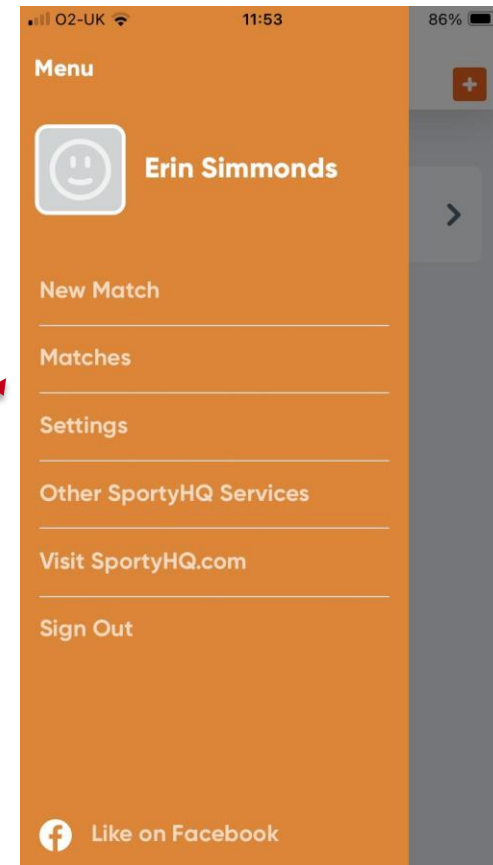 O2-UK 11:53 86%
Menu
Erin Simmonds
New Match
Matches
Settings
Other SportyHQ Services
Visit SportyHQ.com
Sign Out
Like on Facebook